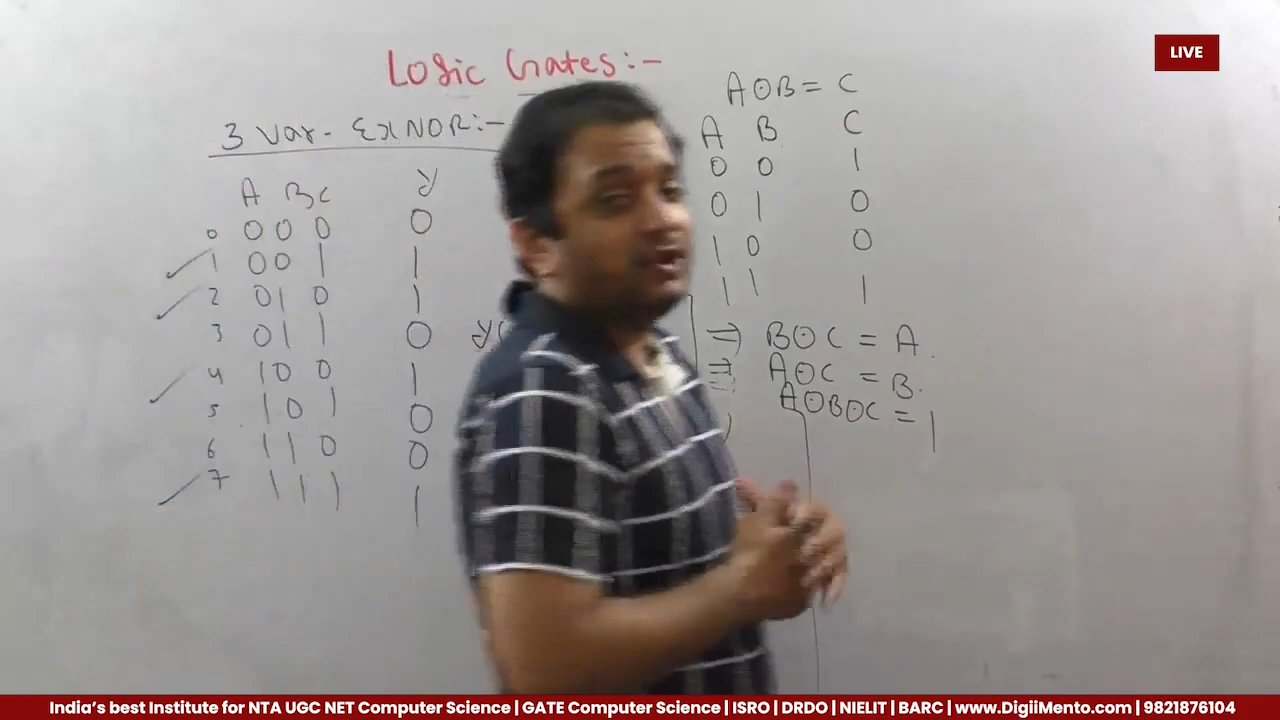 LIVE
Logic Gates:-
3 Var. EXNOR:-
A B C Y
0 0 0 0 0
1 0 0 1 1
2 0 1 0 1
3 0 1 1 0
4 1 0 0 1
5 1 0 1 0
6 1 1 0 0
7 1 1 1 1
A⊙B = C
A B C
0 0 1
0 1 0
1 0 0
1 1 1
⇒ B⊙C = A.
⇒ A⊙C = B.
A⊙B⊙C = 1
India's best Institute for NTA UGC NET Computer Science | GATE Computer Science | ISRO | DRDO | NIELIT | BARC | www.DigiiMento.com | 9821876104